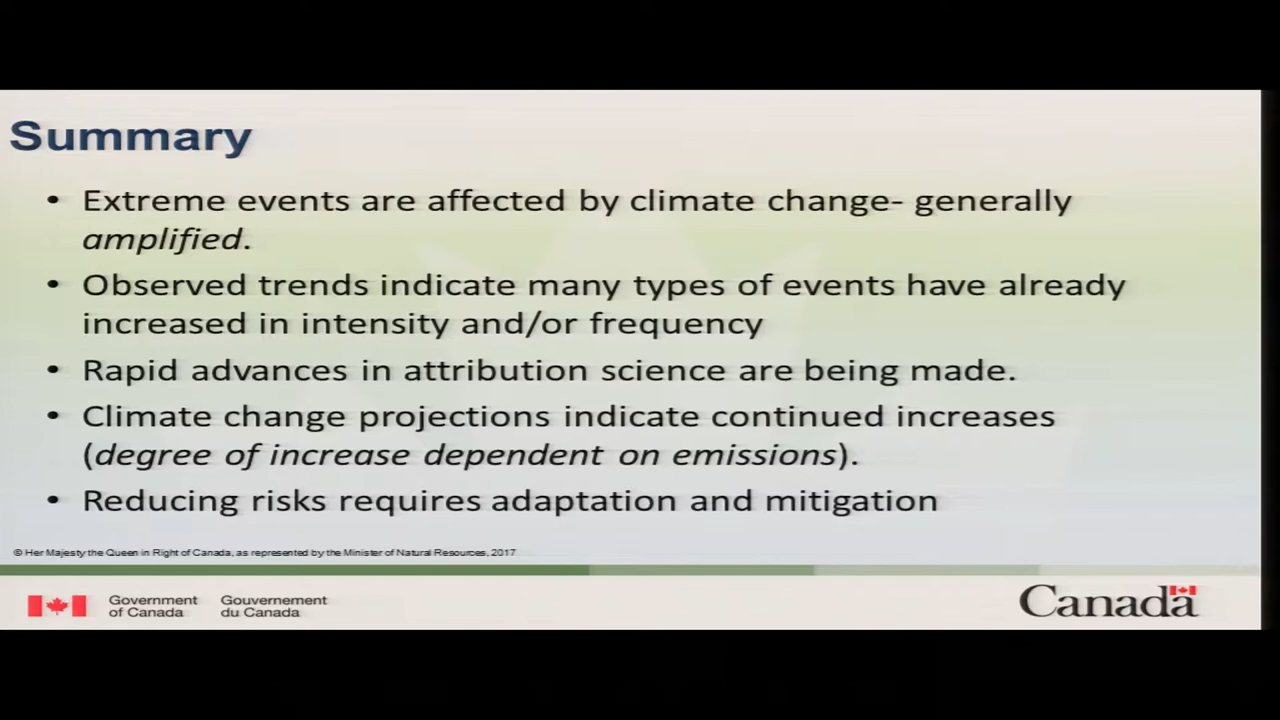 Summary
• Extreme events are affected by climate change- generally
amplified.
• Observed trends indicate many types of events have already
increased in intensity and/or frequency
• Rapid advances in attribution science are being made.
• Climate change projections indicate continued increases
(degree of increase dependent on emissions).
• Reducing risks requires adaptation and mitigation
© Her Majesty the Queen in Right of Canada, as represented by the Minister of Natural Resources, 2017
Government Gouvernement
of Canada du Canada
Canada